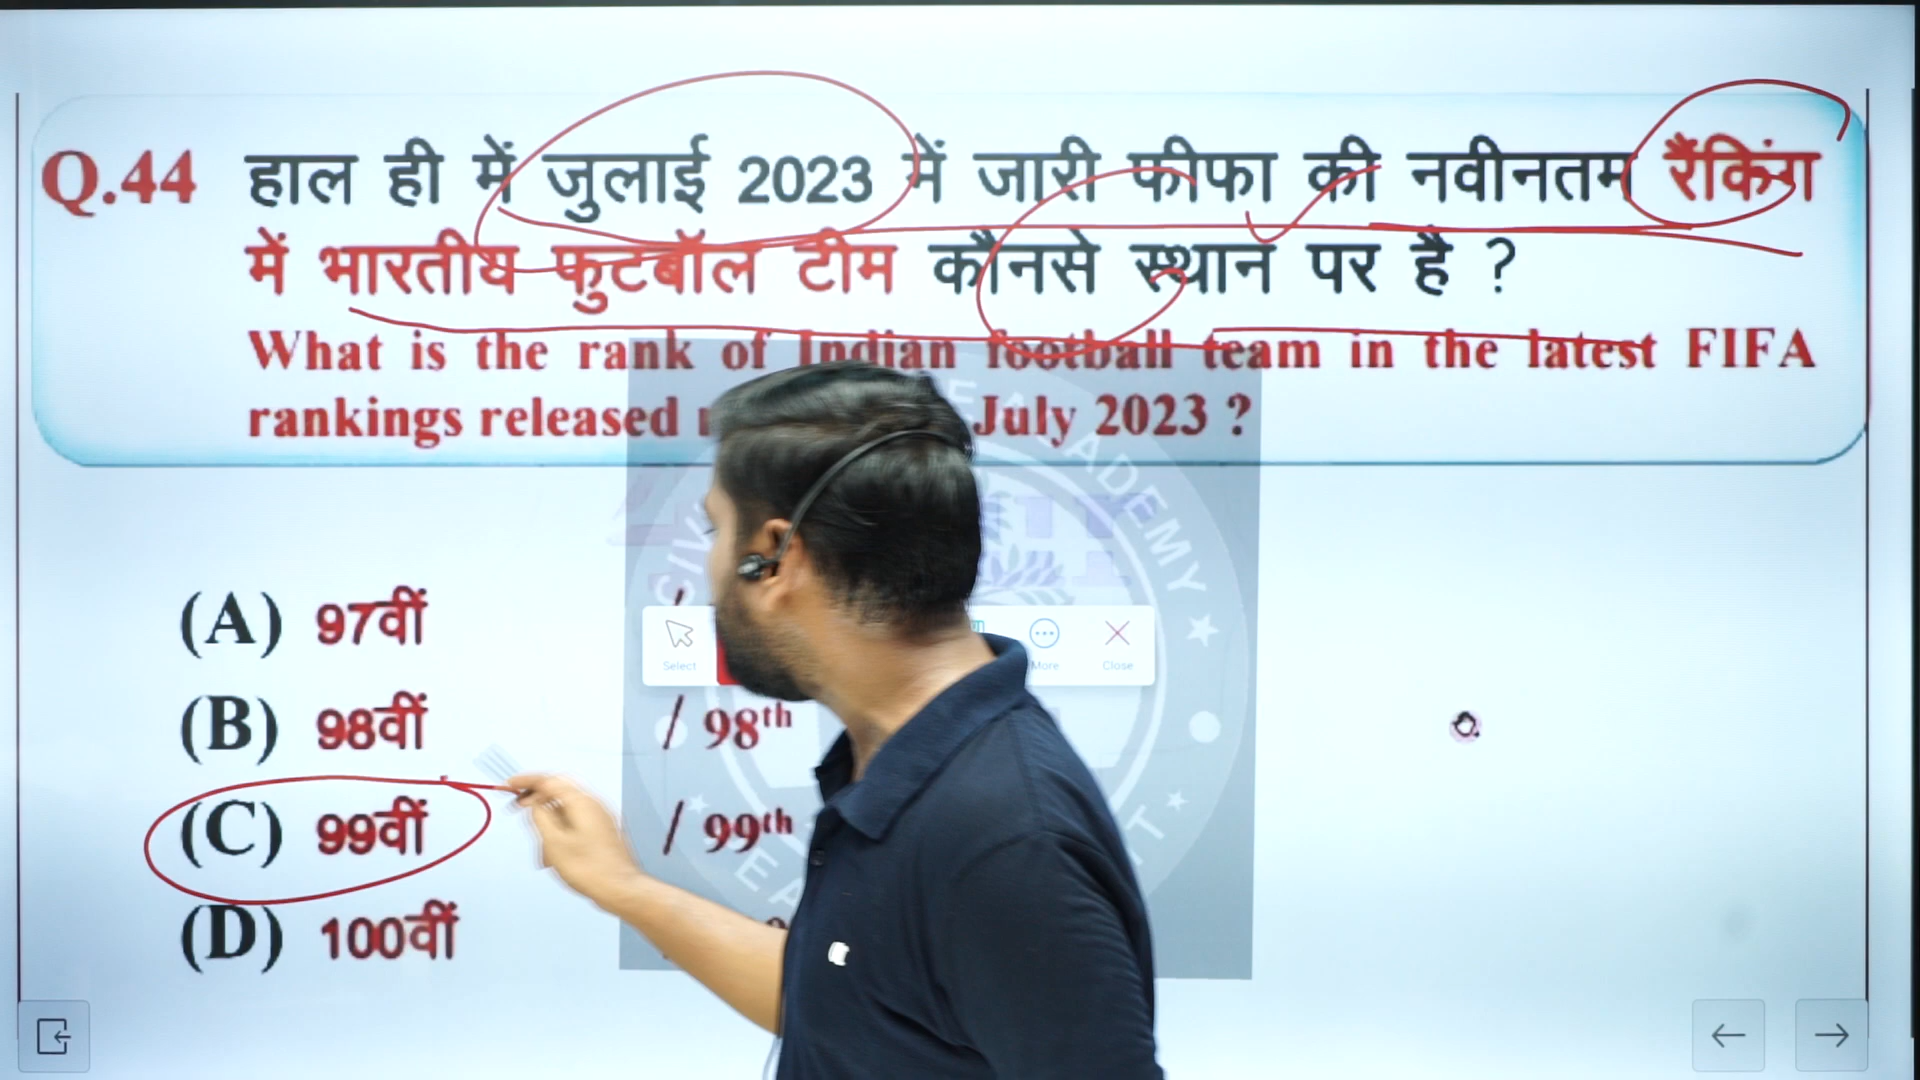 Q.44 हाल ही में जुलाई 2023 में जारी फीफा की नवीनतम रैंकिंग
में भारतीय फुटबॉल टीम कौनसे स्थान पर है ?
What is the rank of Indian football team in the latest FIFA
rankings released July 2023 ?
(A) 97वीं /
(B) 98वीं / 98th
(C) 99वीं / 99th
(D) 100वीं
Select
More
Close